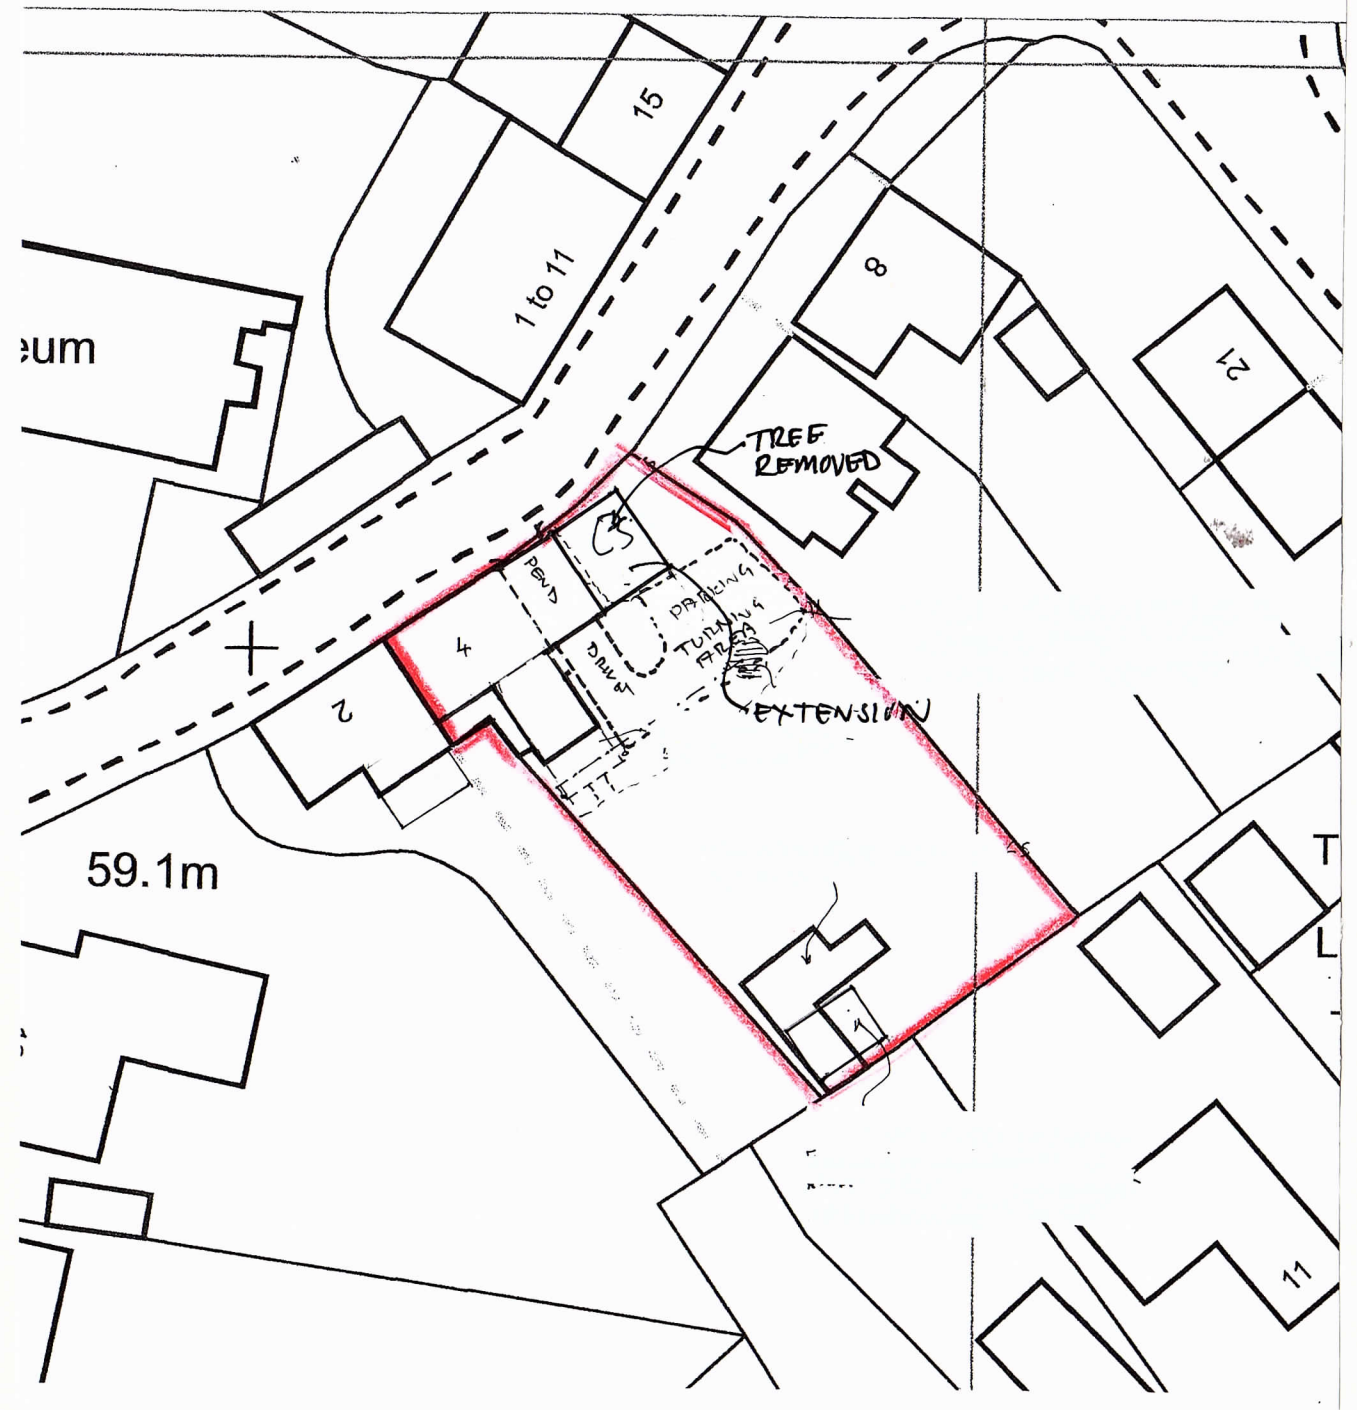 15
1 to 11
8
21
eum
TREE
REMOVED
PEND
PARKING
TURNING
AREA
4
2
EXTENSION
59.1m
T
L
11